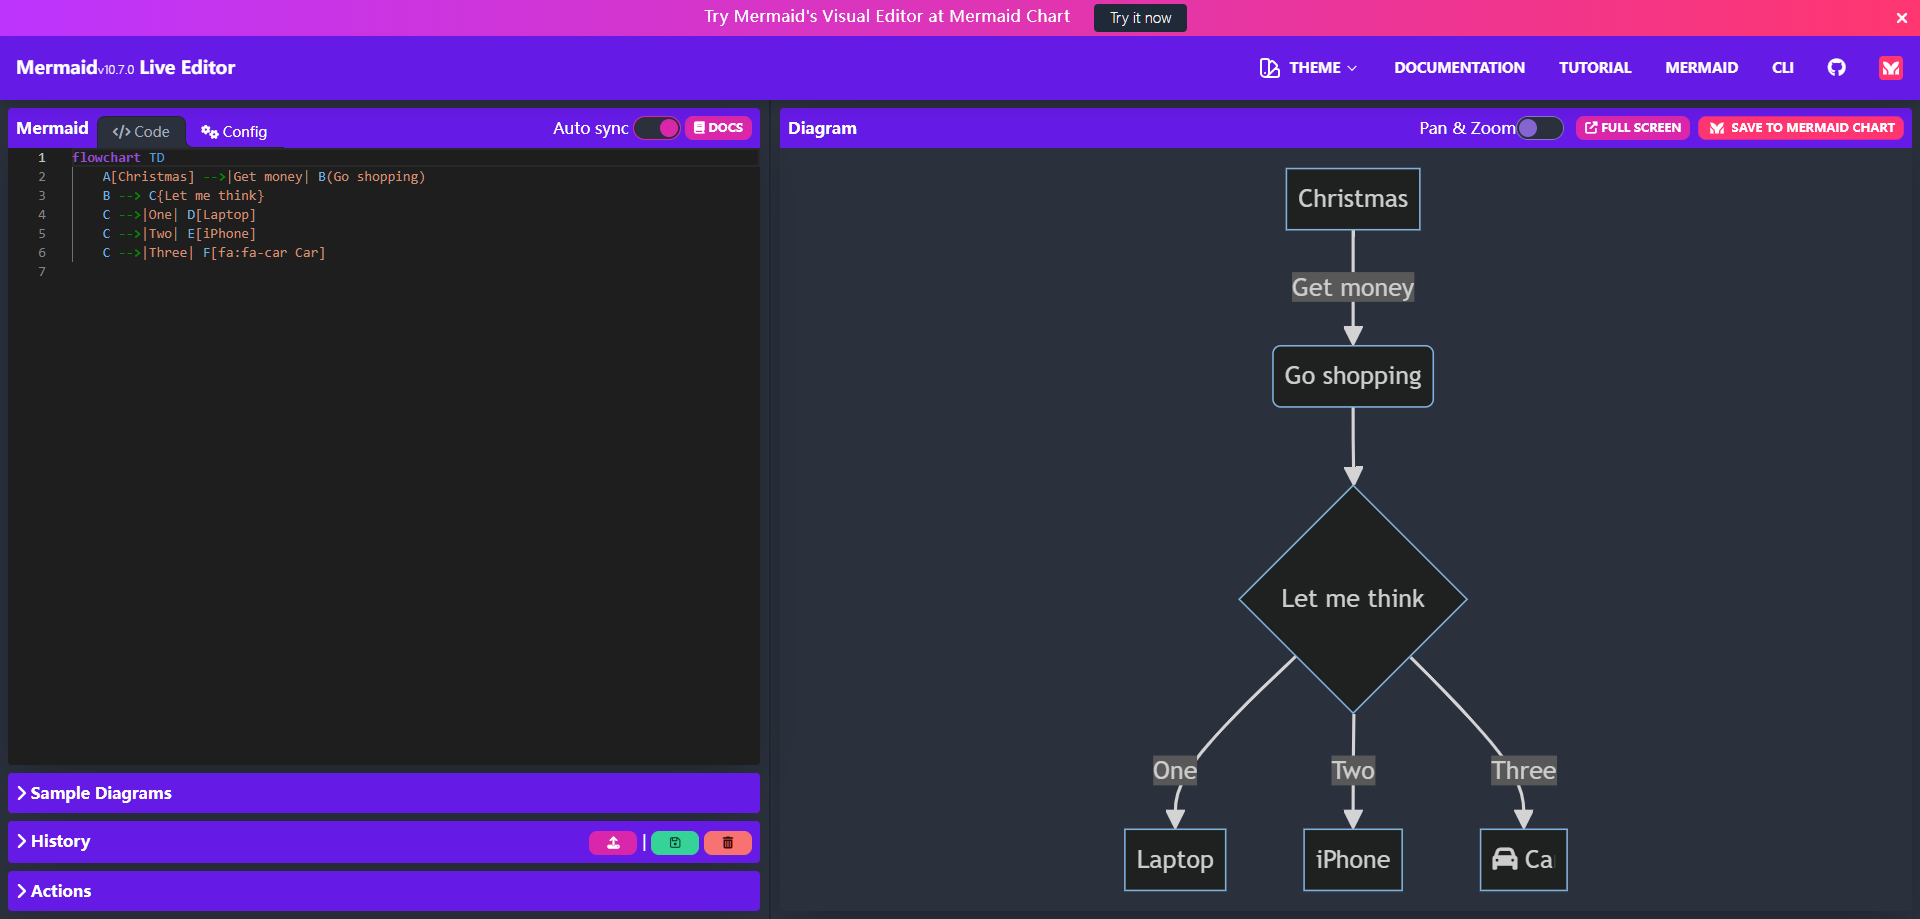 Try Mermaid's Visual Editor at Mermaid Chart Try it now
Mermaidv10.7.0 Live Editor
THEME
DOCUMENTATION
TUTORIAL
MERMAID
CLI
Mermaid
Code
Config
Auto sync
DOCS
1 flowchart TD
2 A[Christmas] -->|Get money| B(Go shopping)
3 B --> C{Let me think}
4 C -->|One| D[Laptop]
5 C -->|Two| E[iPhone]
6 C -->|Three| F[fa:fa-car Car]
7
Sample Diagrams
History
Actions
Diagram
Pan & Zoom
FULL SCREEN
SAVE TO MERMAID CHART
Christmas
Get money
Go shopping
Let me think
One Two Three
Laptop iPhone Ca